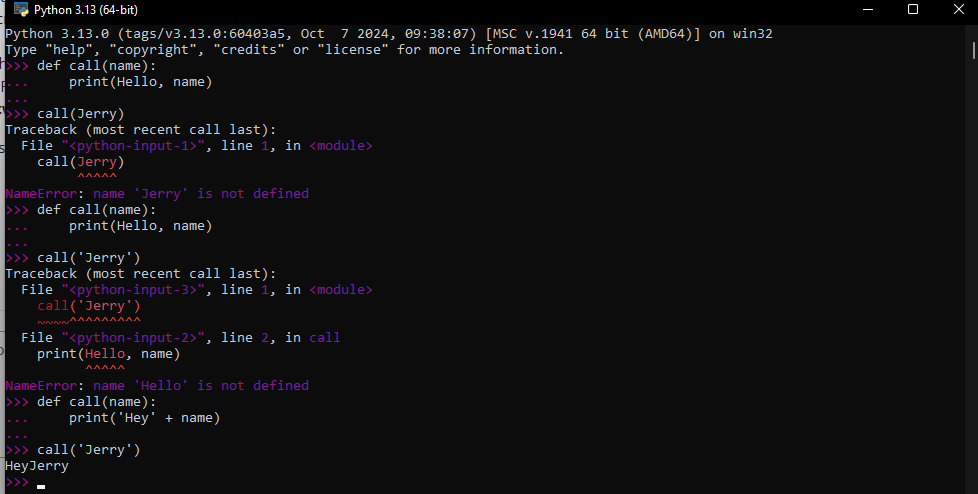 Python 3.13 (64-bit)
Python 3.13.0 (tags/v3.13.0:60403a5, Oct  7 2024, 09:38:07) [MSC v.1941 64 bit (AMD64)] on win32
Type "help", "copyright", "credits" or "license" for more information.
>>> def call(name):
...     print(Hello, name)
...
>>> call(Jerry)
Traceback (most recent call last):
  File "<python-input-1>", line 1, in <module>
    call(Jerry)
         ^^^^^
NameError: name 'Jerry' is not defined
>>> def call(name):
...     print(Hello, name)
...
>>> call('Jerry')
Traceback (most recent call last):
  File "<python-input-3>", line 1, in <module>
    call('Jerry')
    ~~~~^^^^^^^^^
  File "<python-input-2>", line 2, in call
    print(Hello, name)
          ^^^^^
NameError: name 'Hello' is not defined
>>> def call(name):
...     print('Hey' + name)
...
>>> call('Jerry')
HeyJerry
>>>